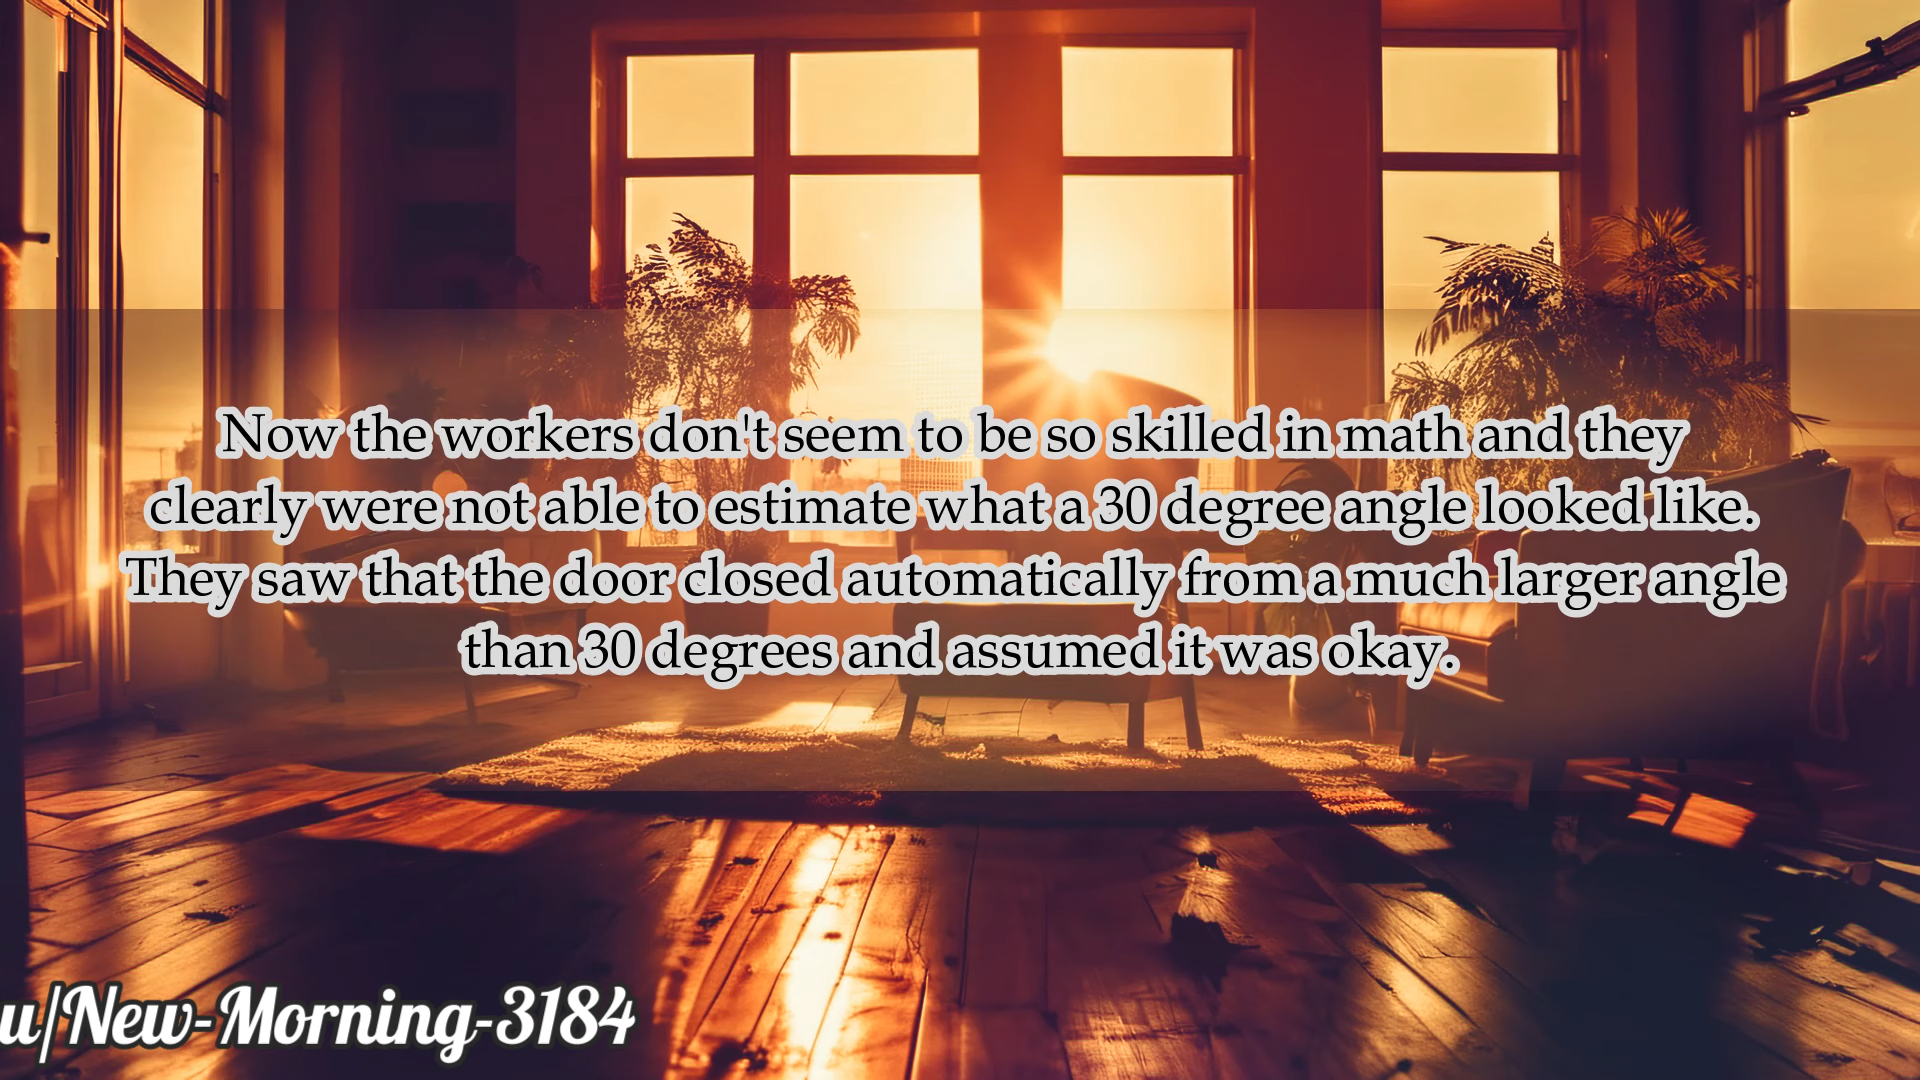 Now the workers don't seem to be so skilled in math and they
clearly were not able to estimate what a 30 degree angle looked like.
They saw that the door closed automatically from a much larger angle
than 30 degrees and assumed it was okay.
u/New-Morning-3184